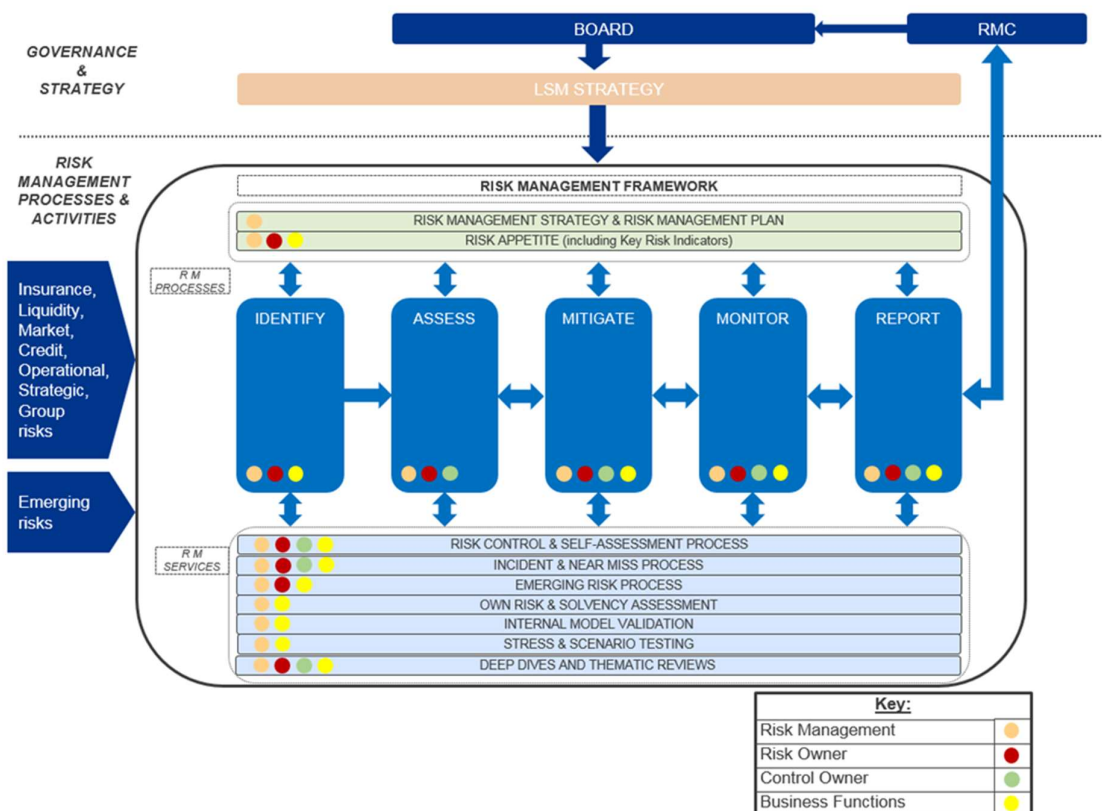 BOARD
RMC
GOVERNANCE
&
STRATEGY
LSM STRATEGY
RISK
MANAGEMENT
PROCESSES &
ACTIVITIES
RISK MANAGEMENT FRAMEWORK
RISK MANAGEMENT STRATEGY & RISK MANAGEMENT PLAN
RISK APPETITE (including Key Risk Indicators)
R M
PROCESSES
Insurance,
Liquidity,
Market,
Credit,
Operational,
Strategic,
Group
risks
IDENTIFY
ASSESS
MITIGATE
MONITOR
REPORT
Emerging
risks
R M
SERVICES
RISK CONTROL & SELF-ASSESSMENT PROCESS
INCIDENT & NEAR MISS PROCESS
EMERGING RISK PROCESS
OWN RISK & SOLVENCY ASSESSMENT
INTERNAL MODEL VALIDATION
STRESS & SCENARIO TESTING
DEEP DIVES AND THEMATIC REVIEWS
Key:
Risk Management
Risk Owner
Control Owner
Business Functions